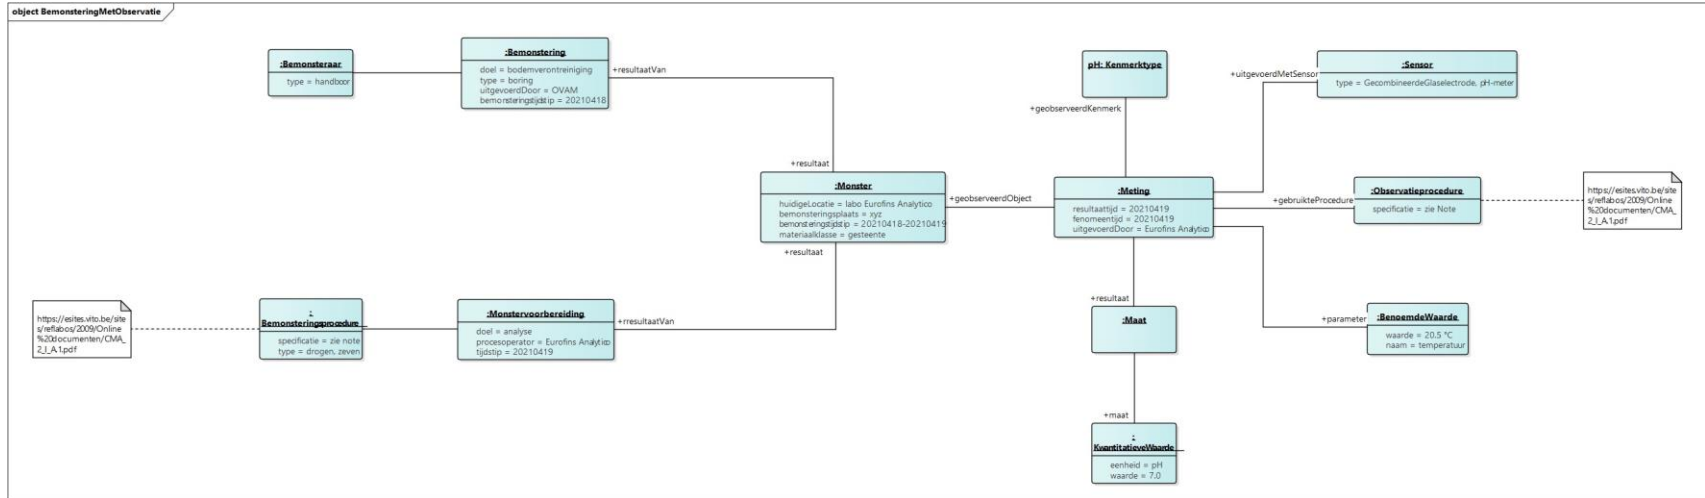 object BemonsteringMetObservatie
:Bemonsteraar
type = handboor
:Bemonstering
doel = bodemverontreiniging
type = boring
uitgevoerdDoor = OVAM
bemonsteringstijdstip = 20210418
+resultaatVan
+resultaat
pH: Kenmerktype
+geobserveerdKenmerk
:Sensor
type = GecombineerdeGlaselectrode, pH-meter
+uitgevoerdMetSensor
:Monster
huidigeLocatie = labo Eurofins Analytico
bemonsteringsplaats = xyz
bemonsteringstijdstip = 20210418-20210419
materiaalklasse = gesteente
+geobserveerdObject
:Meting
resultaattijd = 20210419
fenomeentijd = 20210419
uitgevoerdDoor = Eurofins Analytico
+gebruikteProcedure
:Observatieprocedure
specificatie = zie Note
https://esites.vito.be/site
s/reflabos/2009/Online
%20documenten/CMA_
2_I_A.1.pdf
+resultaat
https://esites.vito.be/site
s/reflabos/2009/Online
%20documenten/CMA_
2_I_A.1.pdf
:
Bemonsteringsprocedure
specificatie = zie note
type = drogen, zeven
:Monstervoorbereiding
doel = analyse
procesoperator = Eurofins Analytico
tijdstip = 20210419
+rresultaatVan
+resultaat
:Maat
+parameter
:BenoemdeWaarde
waarde = 20.5 °C
naam = temperatuur
+maat
:
KwantitatieveWaarde
eenheid = pH
waarde = 7.0